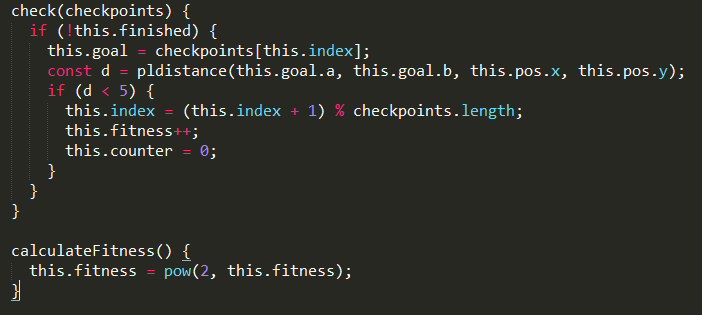 check(checkpoints) {
  if (!this.finished) {
    this.goal = checkpoints[this.index];
    const d = pldistance(this.goal.a, this.goal.b, this.pos.x, this.pos.y);
    if (d < 5) {
      this.index = (this.index + 1) % checkpoints.length;
      this.fitness++;
      this.counter = 0;
    }
  }
}

calculateFitness() {
  this.fitness = pow(2, this.fitness);
}